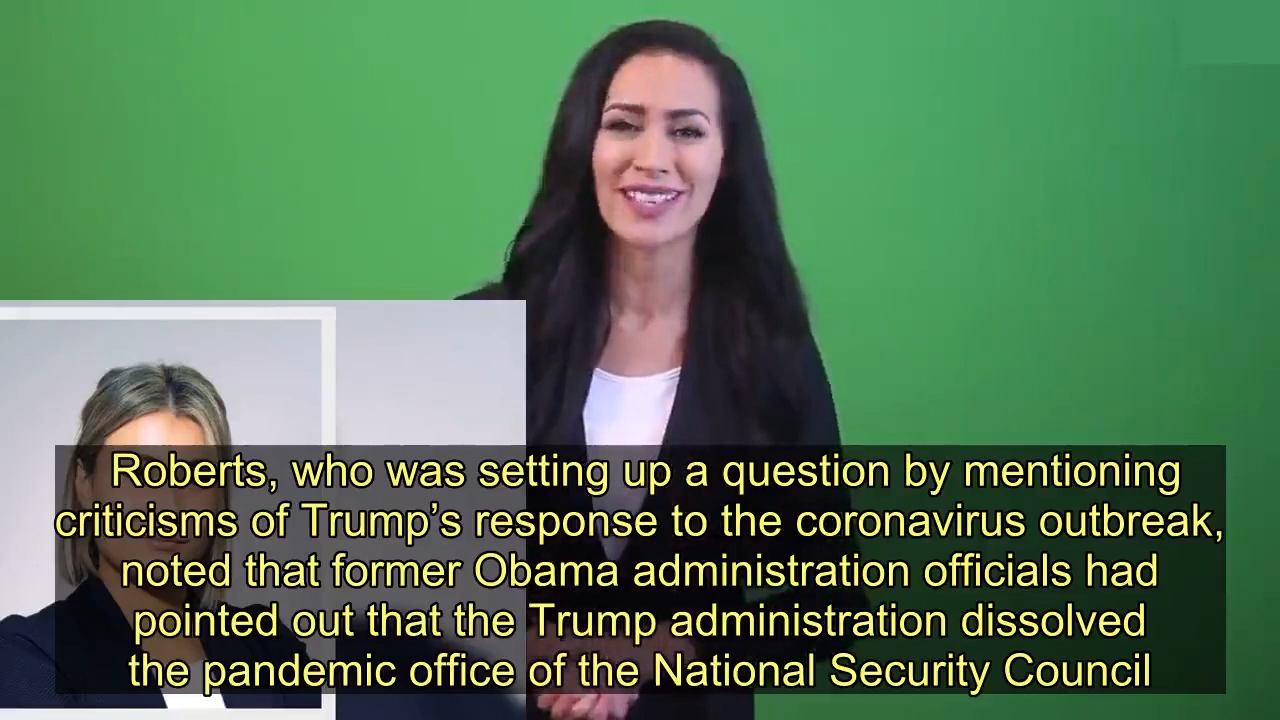 Roberts, who was setting up a question by mentioning
criticisms of Trump’s response to the coronavirus outbreak,
noted that former Obama administration officials had
pointed out that the Trump administration dissolved
the pandemic office of the National Security Council